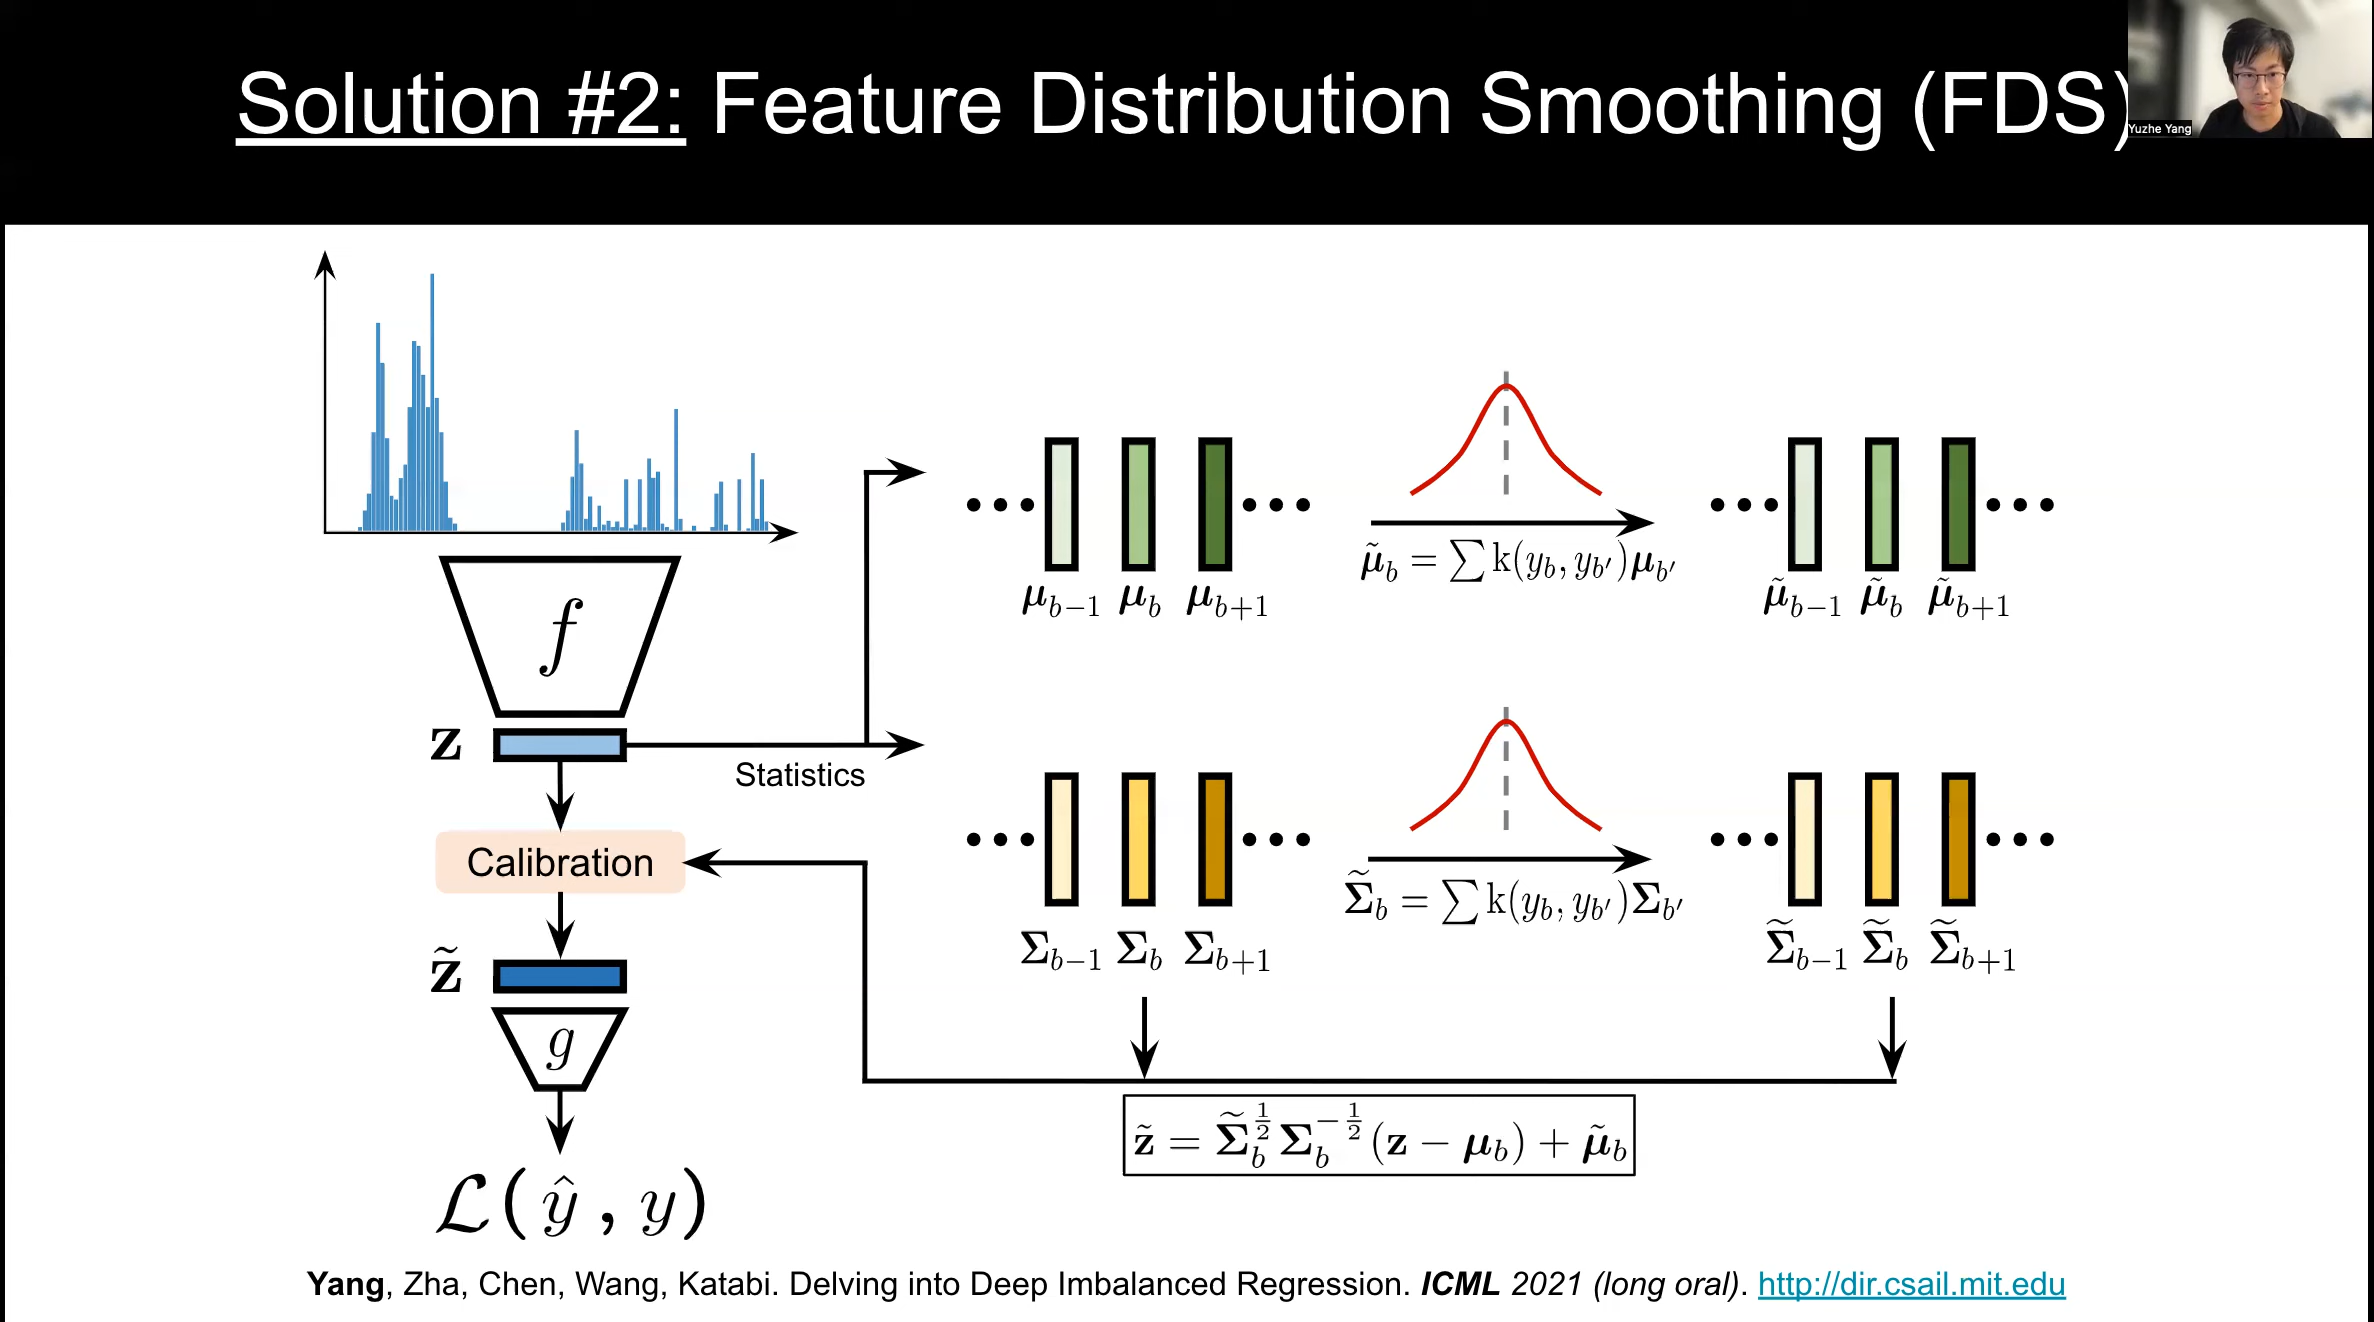 Solution #2: Feature Distribution Smoothing (FDS)
Yuzhe Yang
f
z
Statistics
Calibration
z̃
g
ℒ(ŷ, y)
μ_{b−1} μ_b μ_{b+1}
μ̃_b = ∑ k(y_b, y_{b′})μ_{b′}
μ̃_{b−1} μ̃_b μ̃_{b+1}
Σ_{b−1} Σ_b Σ_{b+1}
Σ̃_b = ∑ k(y_b, y_{b′})Σ_{b′}
Σ̃_{b−1} Σ̃_b Σ̃_{b+1}
z̃ = Σ̃_b^{1/2} Σ_b^{−1/2} (z − μ_b) + μ̃_b
Yang, Zha, Chen, Wang, Katabi. Delving into Deep Imbalanced Regression. ICML 2021 (long oral). http://dir.csail.mit.edu